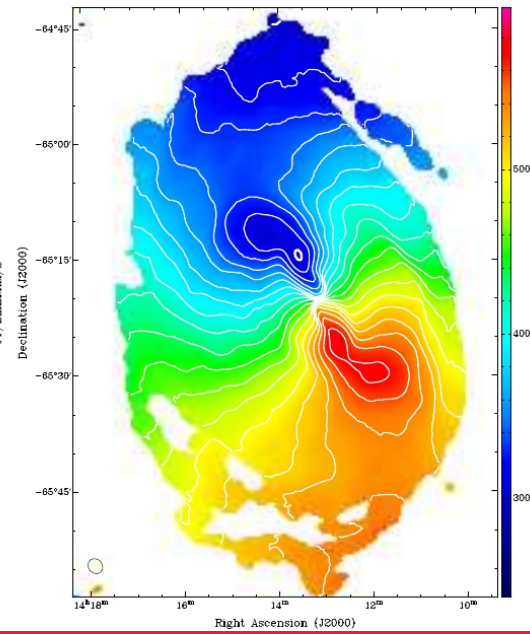 -64°45'
-65°00'
-65°15'
-65°30'
-65°45'
Declination (J2000)
14ʰ18ᵐ
16ᵐ
14ᵐ
12ᵐ
10ᵐ
Right Ascension (J2000)
500
400
300